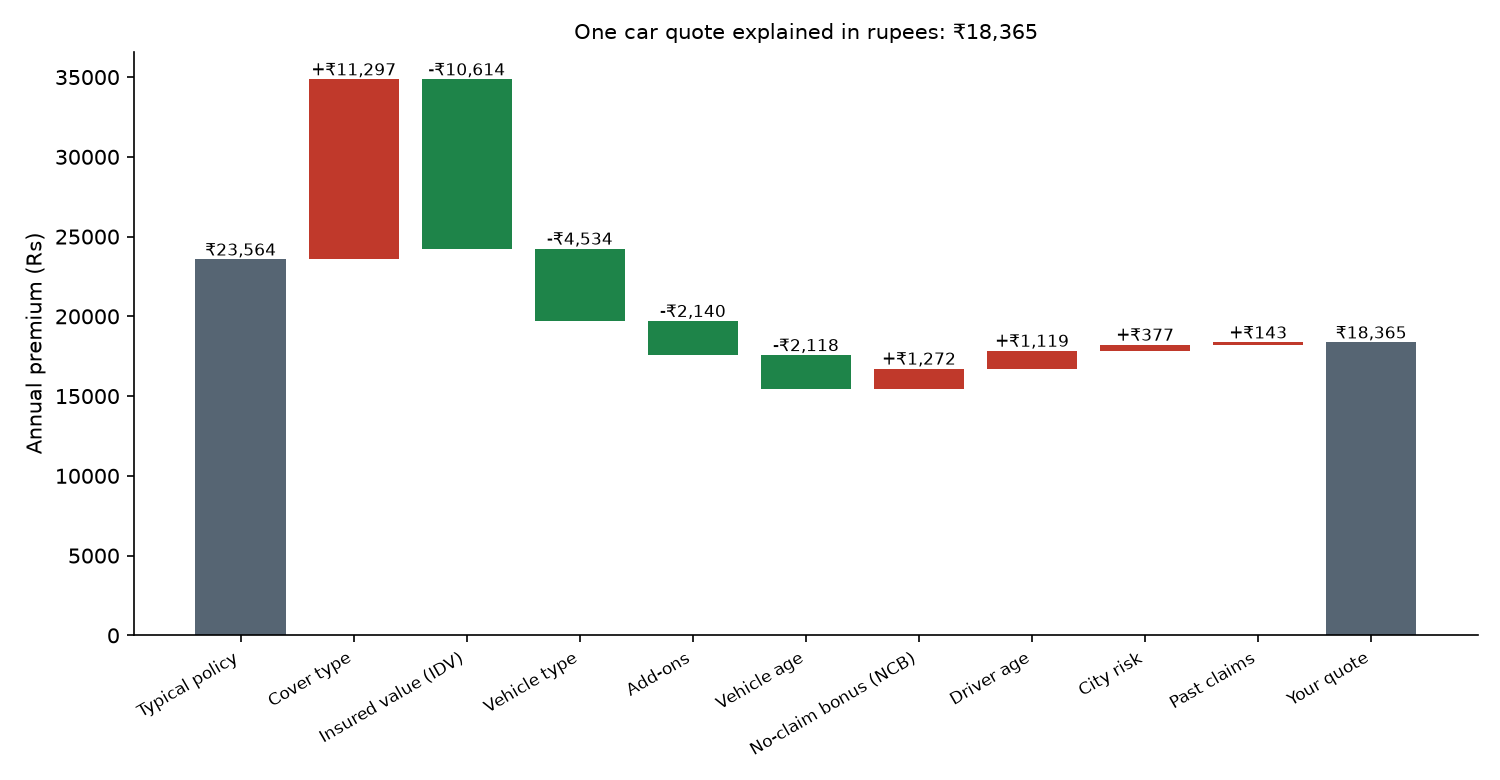 One car quote explained in rupees: ₹18,365
Annual premium (Rs)
35000
30000
25000
20000
15000
10000
5000
0
₹23,564
+₹11,297
-₹10,614
-₹4,534
-₹2,140
-₹2,118
+₹1,272
+₹1,119
+₹377
+₹143
₹18,365
Typical policy
Cover type
Insured value (IDV)
Vehicle type
Add-ons
Vehicle age
No-claim bonus (NCB)
Driver age
City risk
Past claims
Your quote